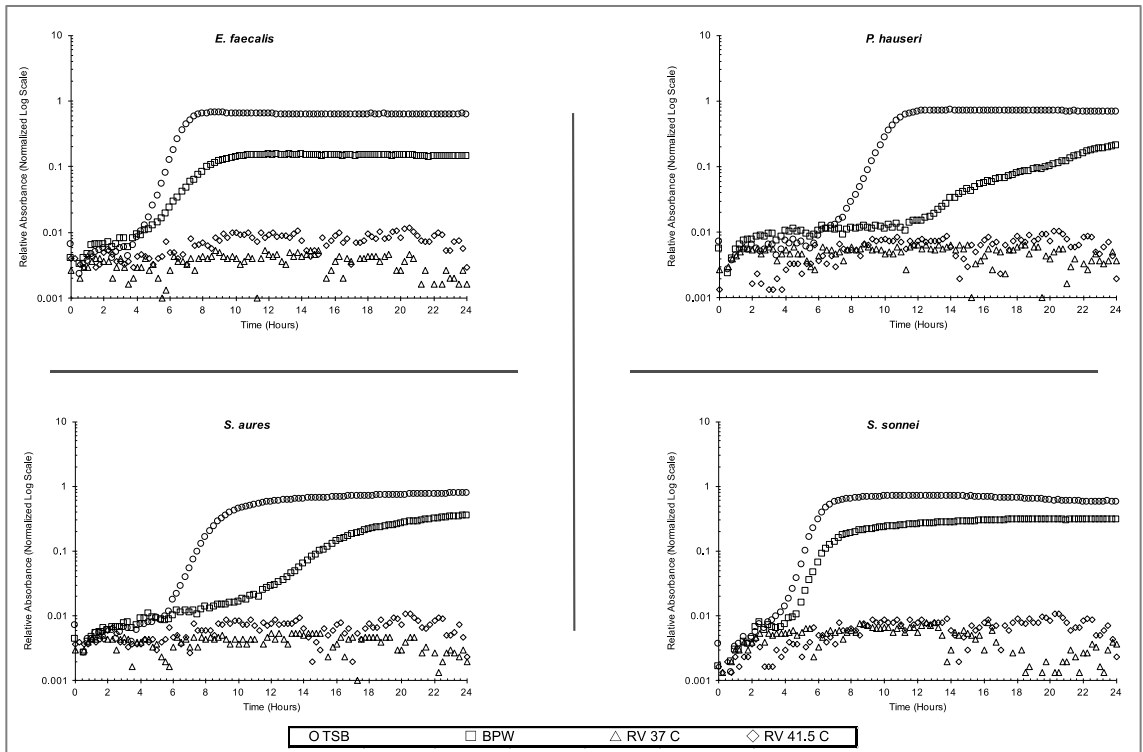 E. faecalis
Relative Absorbance (Normalized Log Scale)
10
1
0.1
0.01
0.001
0 2 4 6 8 10 12 14 16 18 20 22 24
Time (Hours)
P. hauseri
Relative Absorbance (Normalized Log Scale)
10
1
0.1
0.01
0.001
0 2 4 6 8 10 12 14 16 18 20 22 24
Time (Hours)
S. aures
Relative Absorbance (Normalized Log Scale)
10
1
0.1
0.01
0.001
0 2 4 6 8 10 12 14 16 18 20 22 24
Time (Hours)
S. sonnei
Relative Absorbance (Normalized Log Scale)
10
1
0.1
0.01
0.001
0 2 4 6 8 10 12 14 16 18 20 22 24
Time (Hours)
TSB BPW RV 37 C RV 41.5 C